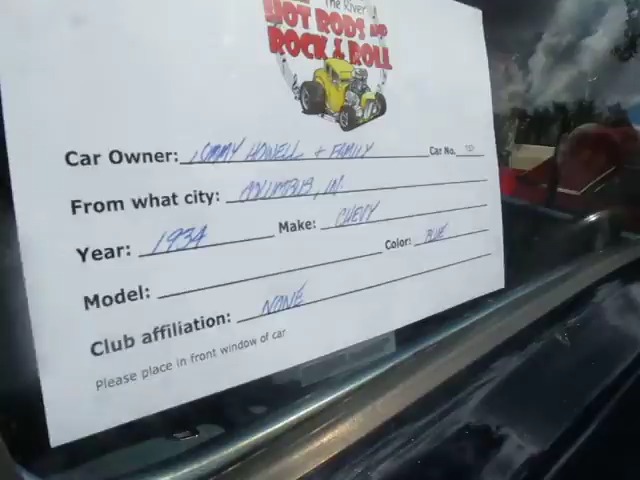 The River
HOT RODS AND
ROCK & ROLL
Car Owner: TOMMY HOWELL + FAMILY Car No.
From what city: COLUMBUS, IN
Year: 1934 Make: CHEVY
Model: Color: BLUE
Club affiliation: NONE
Please place in front window of car